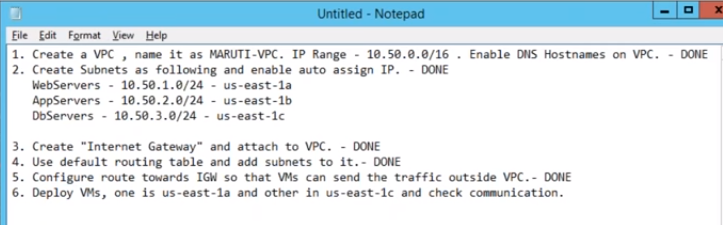 Untitled - Notepad
File Edit Format View Help
1. Create a VPC , name it as MARUTI-VPC. IP Range - 10.50.0.0/16 . Enable DNS Hostnames on VPC. - DONE
2. Create Subnets as following and enable auto assign IP. - DONE
WebServers - 10.50.1.0/24 - us-east-1a
AppServers - 10.50.2.0/24 - us-east-1b
DbServers - 10.50.3.0/24 - us-east-1c
3. Create "Internet Gateway" and attach to VPC. - DONE
4. Use default routing table and add subnets to it.- DONE
5. Configure route towards IGW so that VMs can send the traffic outside VPC.- DONE
6. Deploy VMs, one is us-east-1a and other in us-east-1c and check communication.